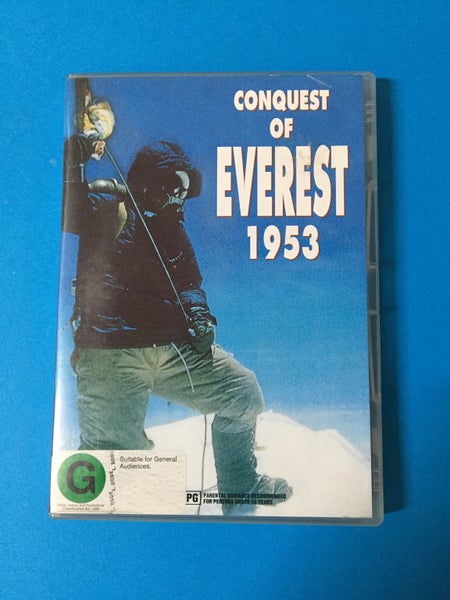 CONQUEST
OF
EVEREST
1953
G
Suitable for General
Audiences.
PG
PARENTAL GUIDANCE RECOMMENDED
FOR PERSONS UNDER 15 YEARS